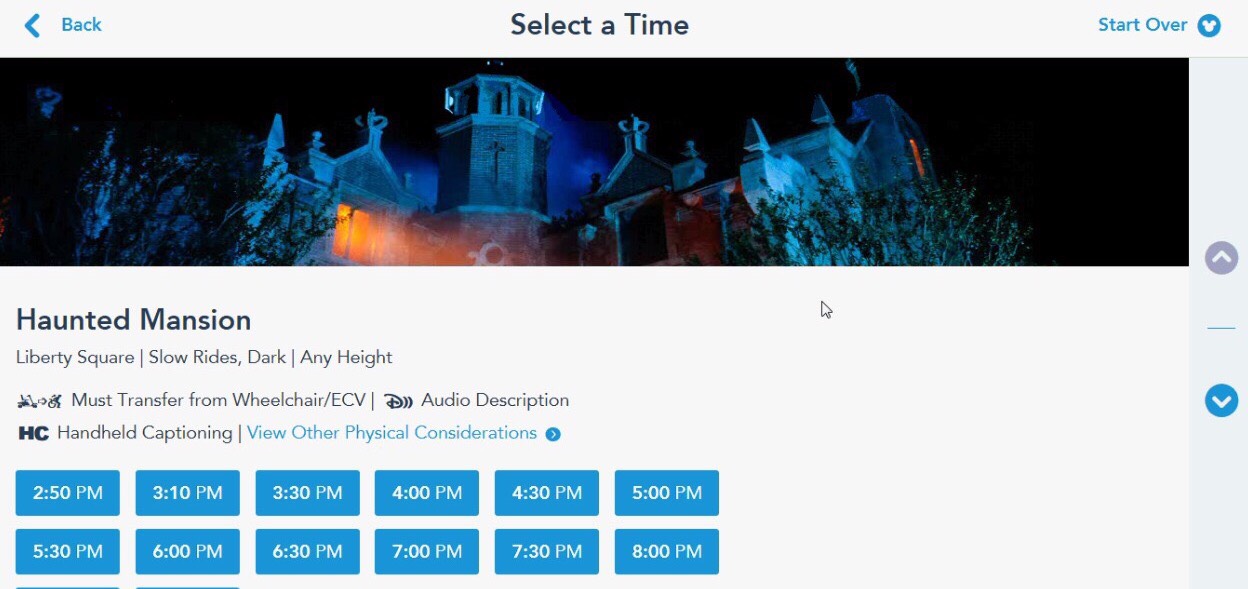 Back
Select a Time
Start Over
Haunted Mansion
Liberty Square | Slow Rides, Dark | Any Height
Must Transfer from Wheelchair/ECV | D))) Audio Description
HC Handheld Captioning | View Other Physical Considerations
2:50 PM 3:10 PM 3:30 PM 4:00 PM 4:30 PM 5:00 PM
5:30 PM 6:00 PM 6:30 PM 7:00 PM 7:30 PM 8:00 PM